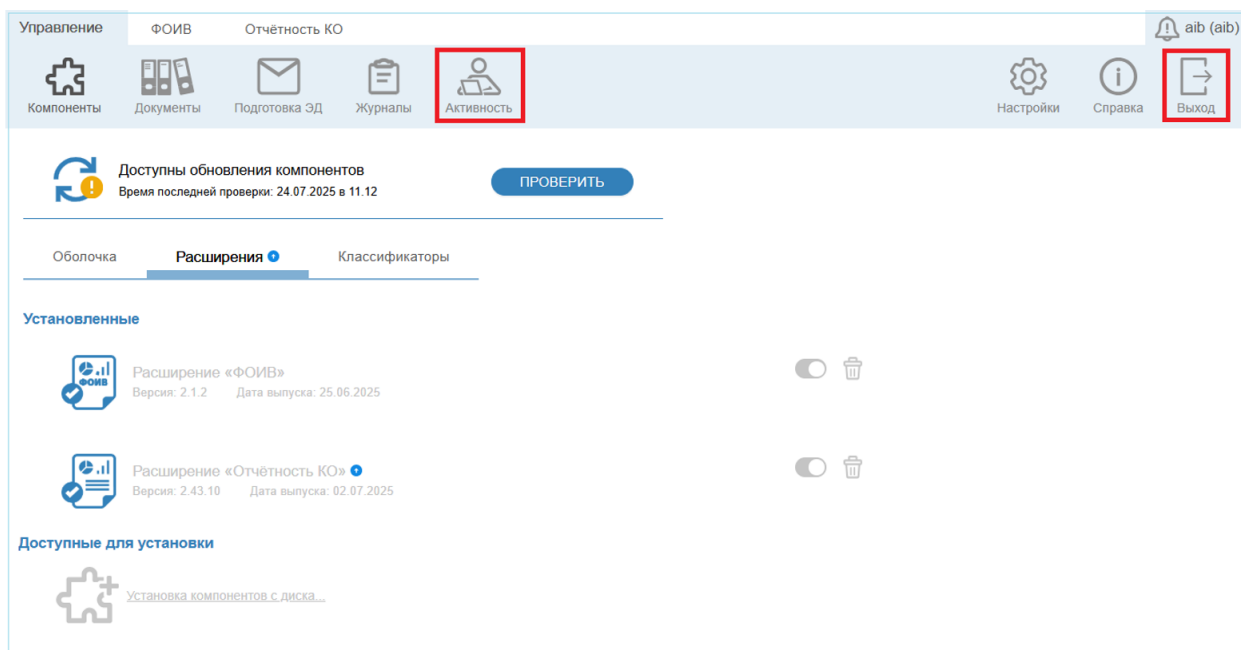 Управление ФОИВ Отчётность КО aib (aib)
Компоненты Документы Подготовка ЭД Журналы Активность Настройки Справка Выход
Доступны обновления компонентов
Время последней проверки: 24.07.2025 в 11.12
ПРОВЕРИТЬ
Оболочка Расширения Классификаторы
Установленные
ФОИВ
Расширение «ФОИВ»
Версия: 2.1.2 Дата выпуска: 25.06.2025
Расширение «Отчётность КО»
Версия: 2.43.10 Дата выпуска: 02.07.2025
Доступные для установки
Установка компонентов с диска...